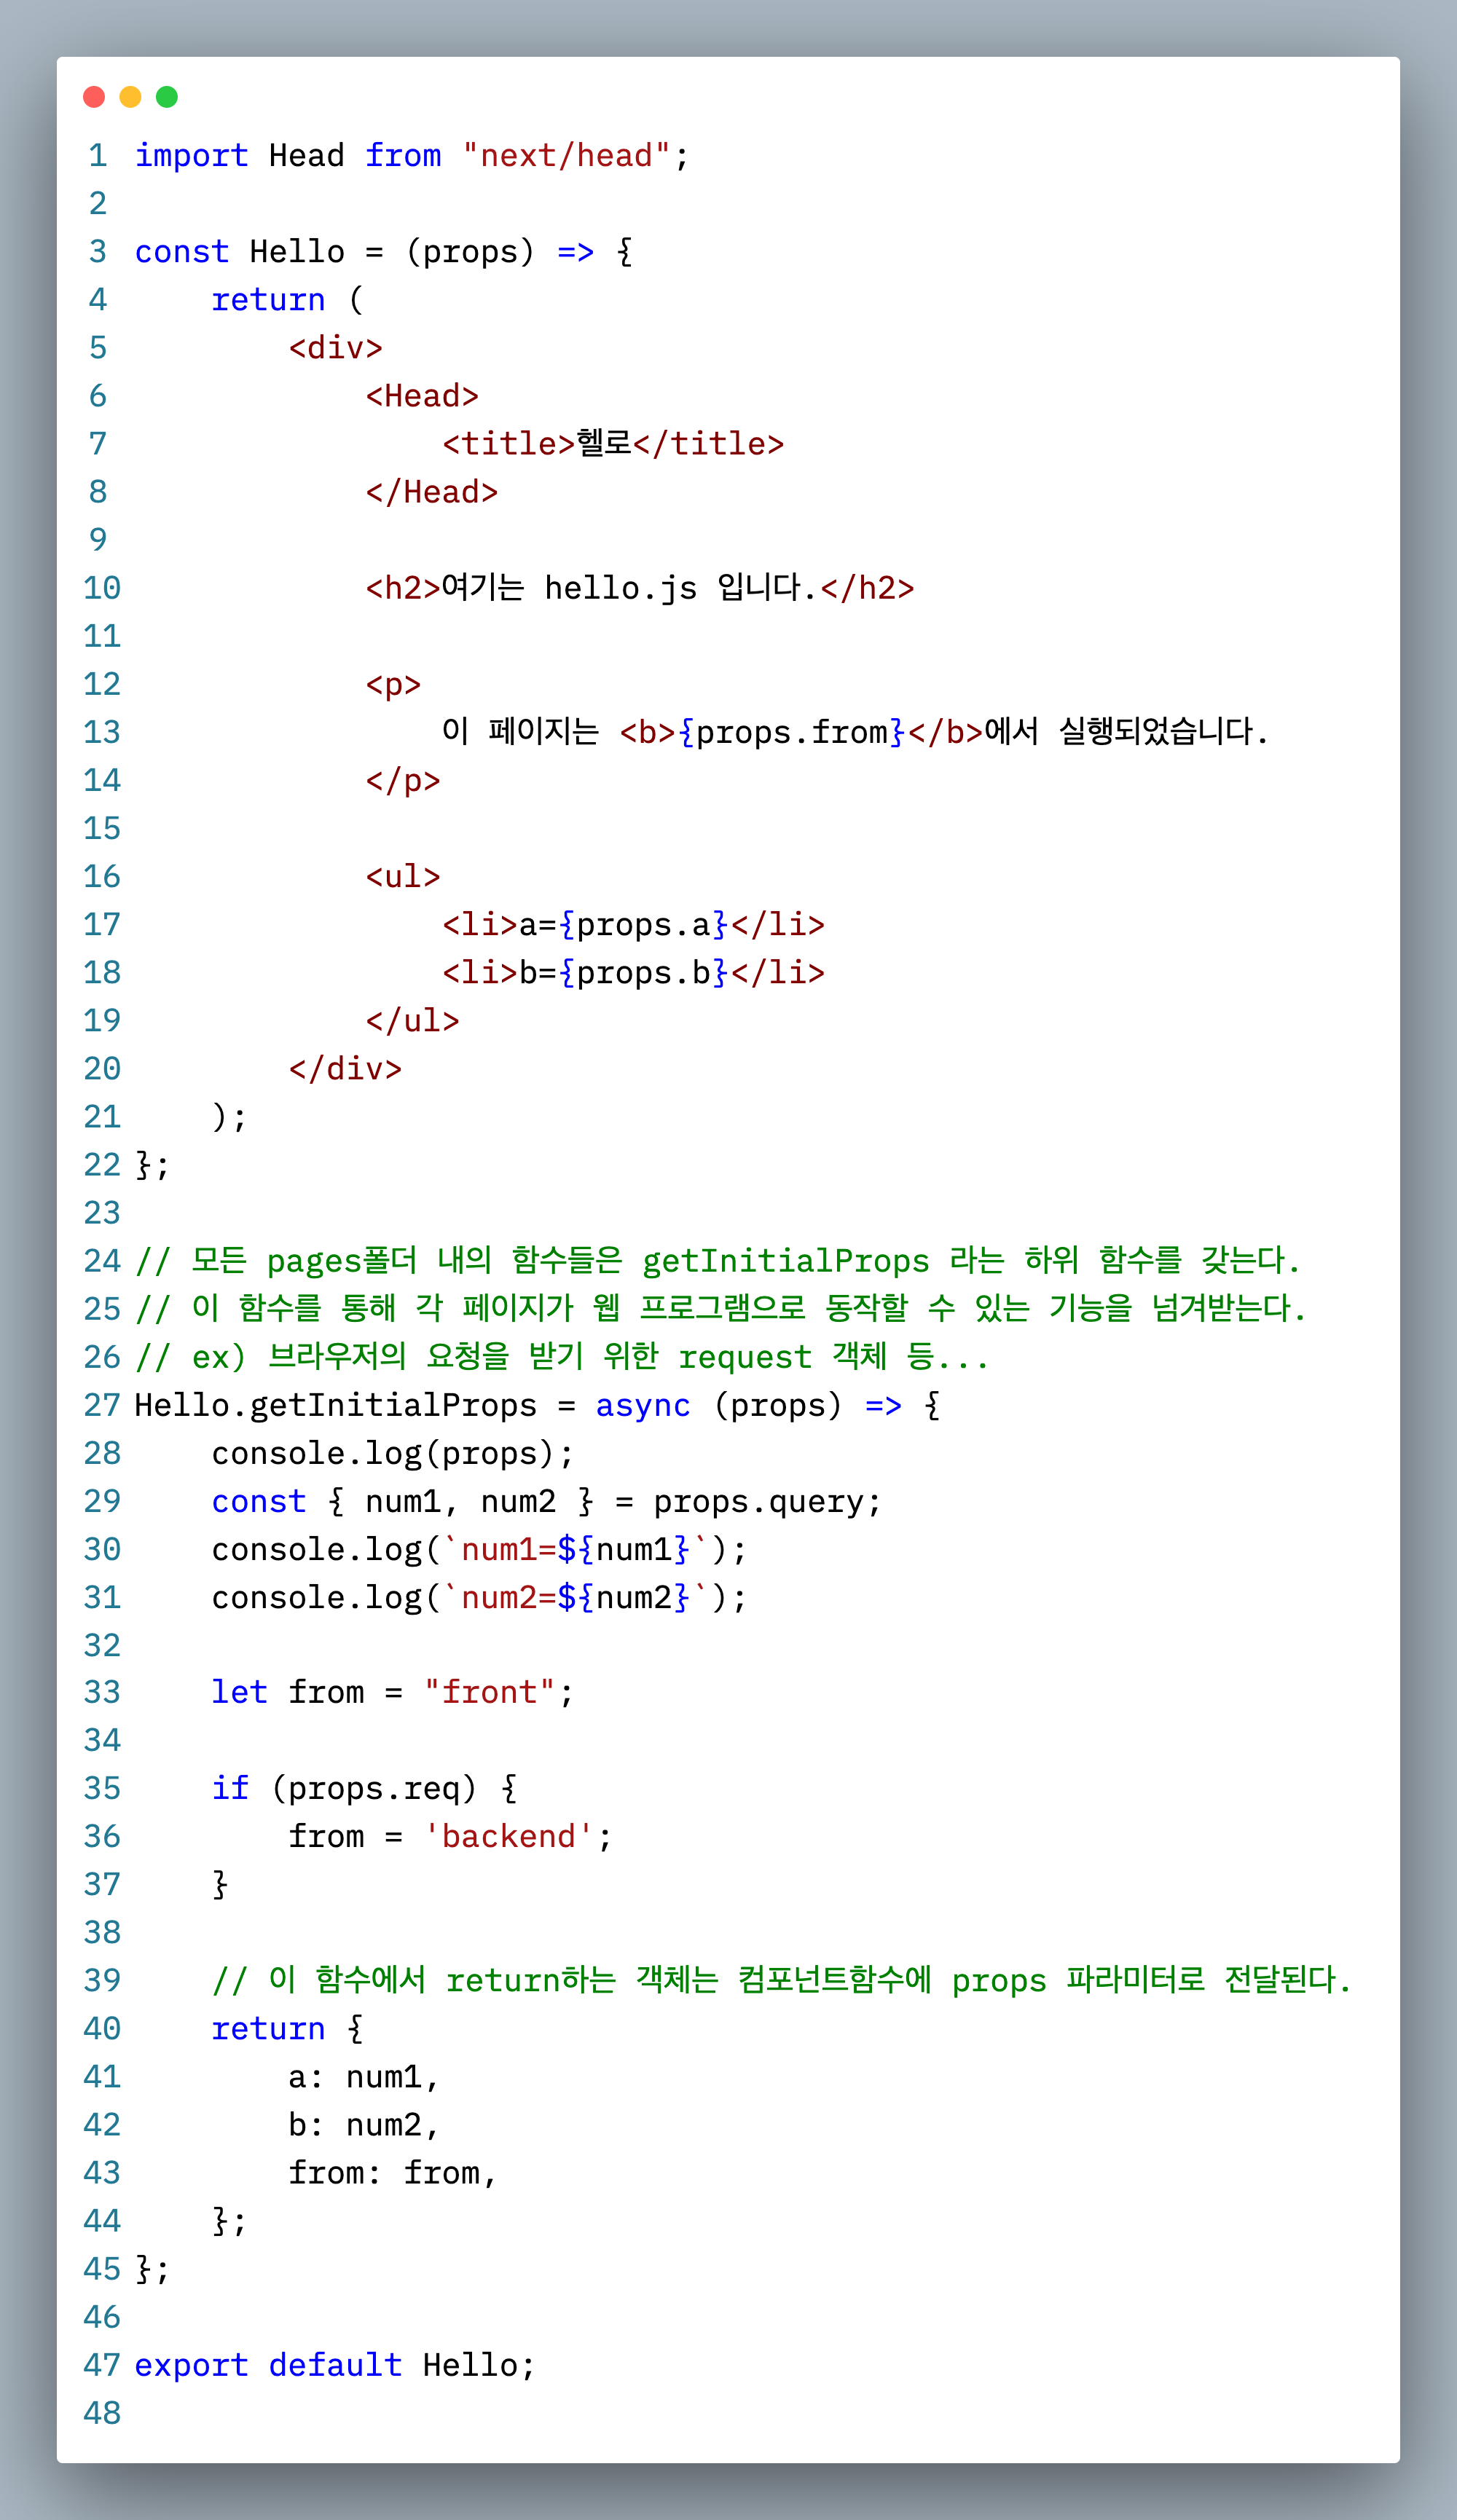 1 import Head from "next/head";
2
3 const Hello = (props) => {
4     return (
5         <div>
6             <Head>
7                 <title>헬로</title>
8             </Head>
9
10             <h2>여기는 hello.js 입니다.</h2>
11
12             <p>
13                 이 페이지는 <b>{props.from}</b>에서 실행되었습니다.
14             </p>
15
16             <ul>
17                 <li>a={props.a}</li>
18                 <li>b={props.b}</li>
19             </ul>
20         </div>
21     );
22 };
23
24 // 모든 pages폴더 내의 함수들은 getInitialProps 라는 하위 함수를 갖는다.
25 // 이 함수를 통해 각 페이지가 웹 프로그램으로 동작할 수 있는 기능을 넘겨받는다.
26 // ex) 브라우저의 요청을 받기 위한 request 객체 등...
27 Hello.getInitialProps = async (props) => {
28     console.log(props);
29     const { num1, num2 } = props.query;
30     console.log(`num1=${num1}`);
31     console.log(`num2=${num2}`);
32
33     let from = "front";
34
35     if (props.req) {
36         from = 'backend';
37     }
38
39     // 이 함수에서 return하는 객체는 컴포넌트함수에 props 파라미터로 전달된다.
40     return {
41         a: num1,
42         b: num2,
43         from: from,
44     };
45 };
46
47 export default Hello;
48